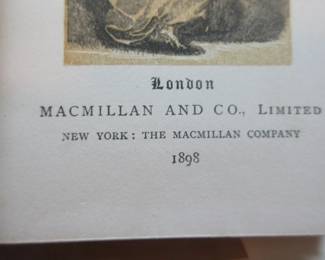 London
MACMILLAN AND CO., LIMITED
NEW YORK: THE MACMILLAN COMPANY
1898